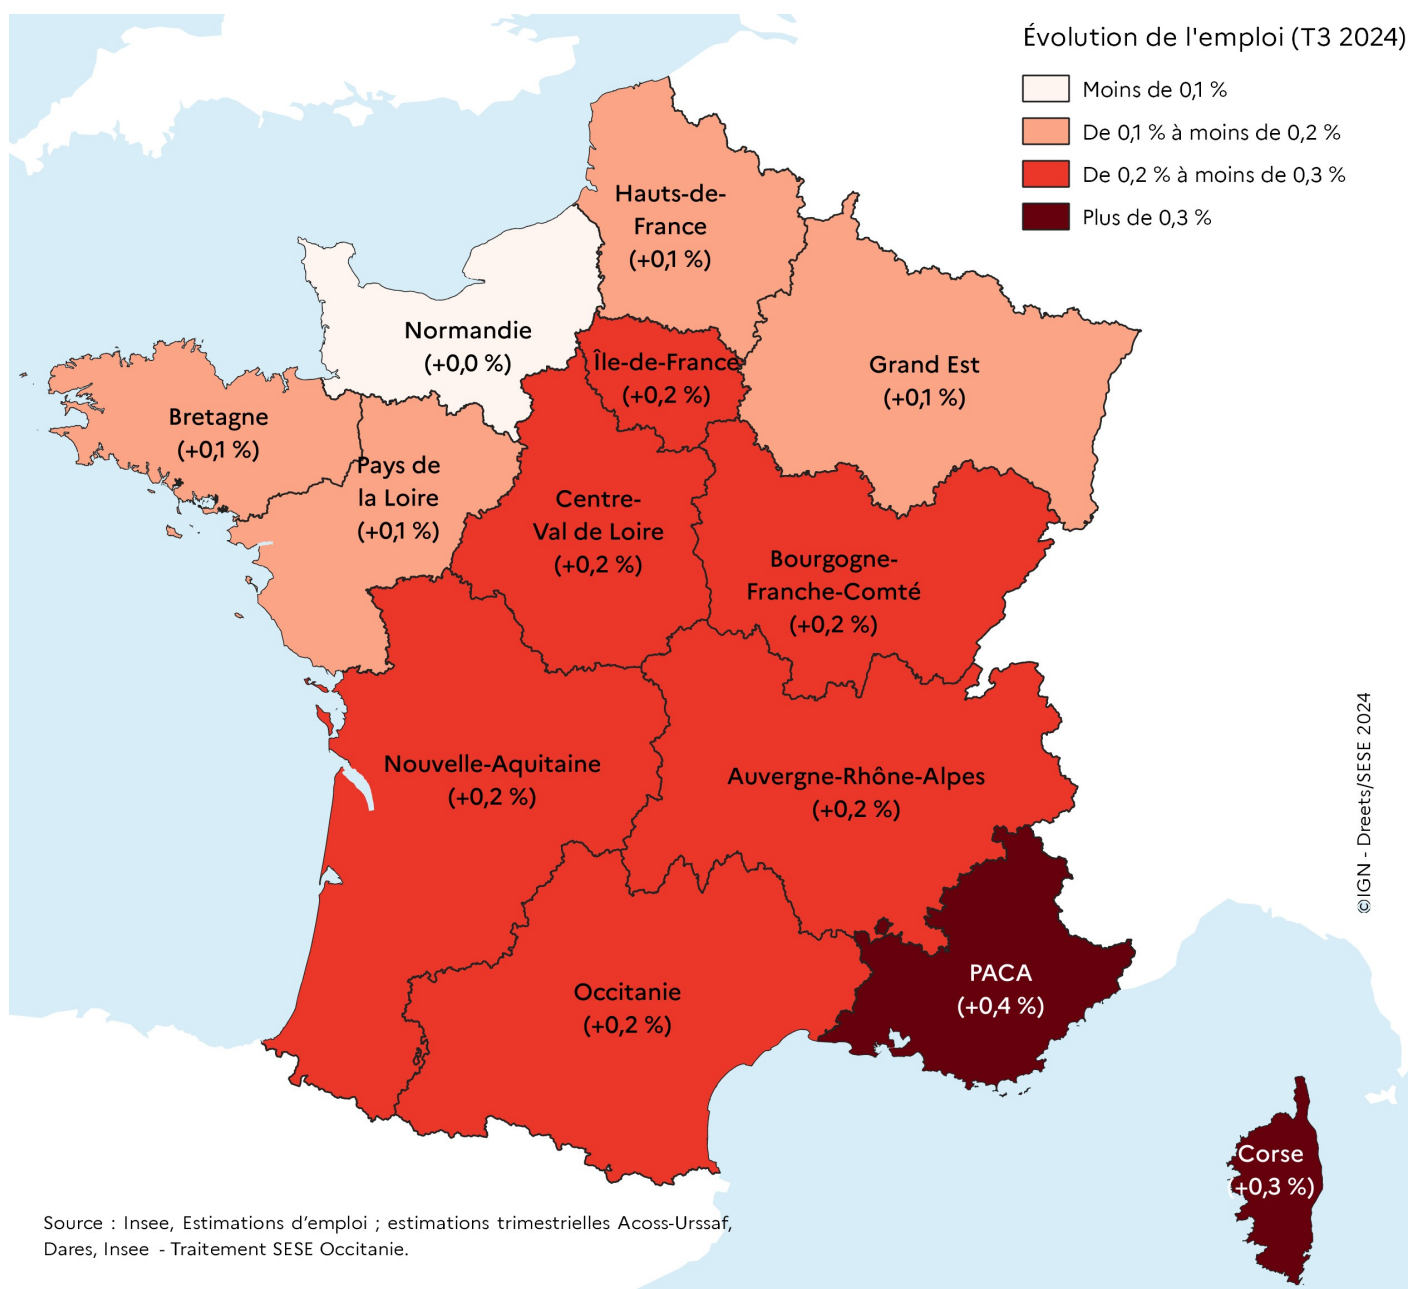 Évolution de l'emploi (T3 2024)
Moins de 0,1 %
De 0,1 % à moins de 0,2 %
De 0,2 % à moins de 0,3 %
Plus de 0,3 %
Hauts-de-
France
(+0,1 %)
Normandie
(+0,0 %)
Île-de-France
(+0,2 %)
Grand Est
(+0,1 %)
Bretagne
(+0,1 %)
Pays de
la Loire
(+0,1 %)
Centre-
Val de Loire
(+0,2 %)
Bourgogne-
Franche-Comté
(+0,2 %)
Nouvelle-Aquitaine
(+0,2 %)
Auvergne-Rhône-Alpes
(+0,2 %)
Occitanie
(+0,2 %)
PACA
(+0,4 %)
Corse
(+0,3 %)
©IGN - Dreets/SESE 2024
Source : Insee, Estimations d’emploi ; estimations trimestrielles Acoss-Urssaf,
Dares, Insee - Traitement SESE Occitanie.